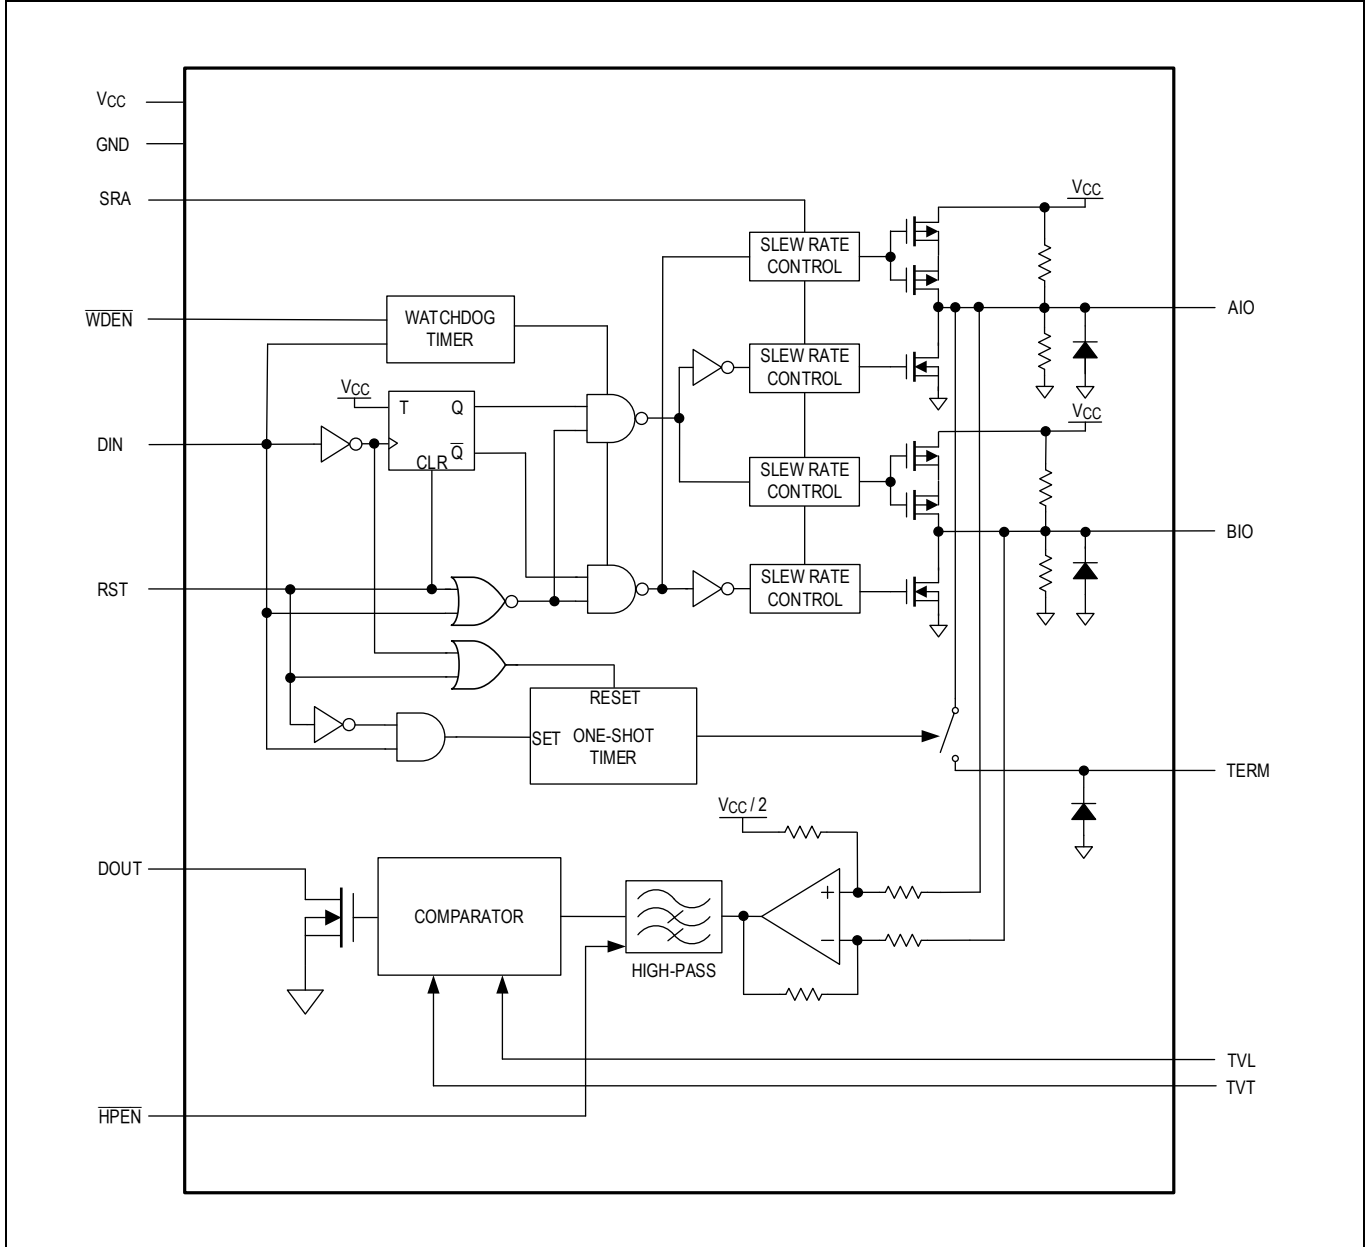 VCC
GND
SRA
VCC
SLEW RATE
CONTROL
AIO
W̅D̅E̅N̅
WATCHDOG
TIMER
SLEW RATE
CONTROL
VCC
T
Q
VCC
DIN
CLR
Q̅
SLEW RATE
CONTROL
BIO
RST
SLEW RATE
CONTROL
RESET
SET
ONE-SHOT
TIMER
TERM
VCC / 2
DOUT
COMPARATOR
+
−
HIGH-PASS
TVL
TVT
H̅P̅E̅N̅